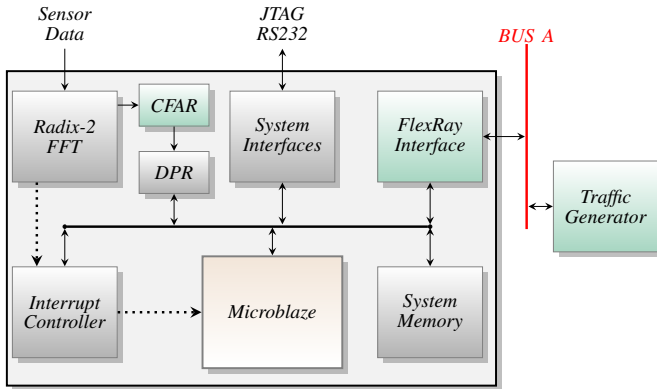 Sensor
Data
JTAG
RS232
BUS A
Radix-2
FFT
CFAR
DPR
System
Interfaces
FlexRay
Interface
Traffic
Generator
Interrupt
Controller
Microblaze
System
Memory